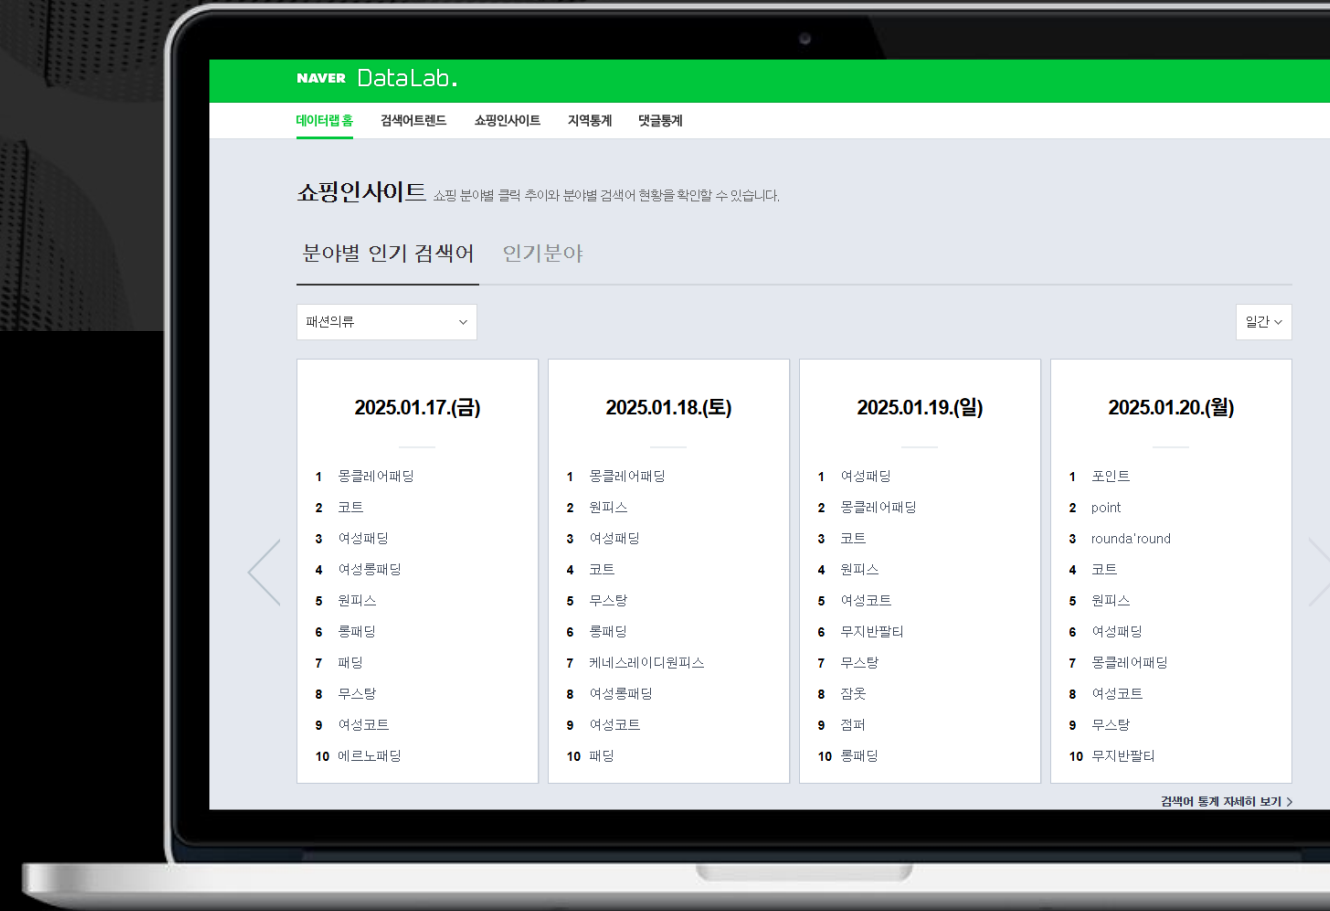 NAVER DataLab.
데이터랩 홈 검색어트렌드 쇼핑인사이트 지역통계 댓글통계
쇼핑인사이트 쇼핑 분야별 클릭 추이와 분야별 검색어 현황을 확인할 수 있습니다.
분야별 인기 검색어 인기분야
패션의류 일간
2025.01.17.(금)
1 몽클레어패딩
2 코트
3 여성패딩
4 여성롱패딩
5 원피스
6 롱패딩
7 패딩
8 무스탕
9 여성코트
10 에르노패딩
2025.01.18.(토)
1 몽클레어패딩
2 원피스
3 여성패딩
4 코트
5 무스탕
6 롱패딩
7 케네스레이디원피스
8 여성롱패딩
9 여성코트
10 패딩
2025.01.19.(일)
1 여성패딩
2 몽클레어패딩
3 코트
4 원피스
5 여성코트
6 무지반팔티
7 무스탕
8 잠옷
9 점퍼
10 롱패딩
2025.01.20.(월)
1 포인트
2 point
3 rounda'round
4 코트
5 원피스
6 여성패딩
7 몽클레어패딩
8 여성코트
9 무스탕
10 무지반팔티
검색어 통계 자세히 보기 >